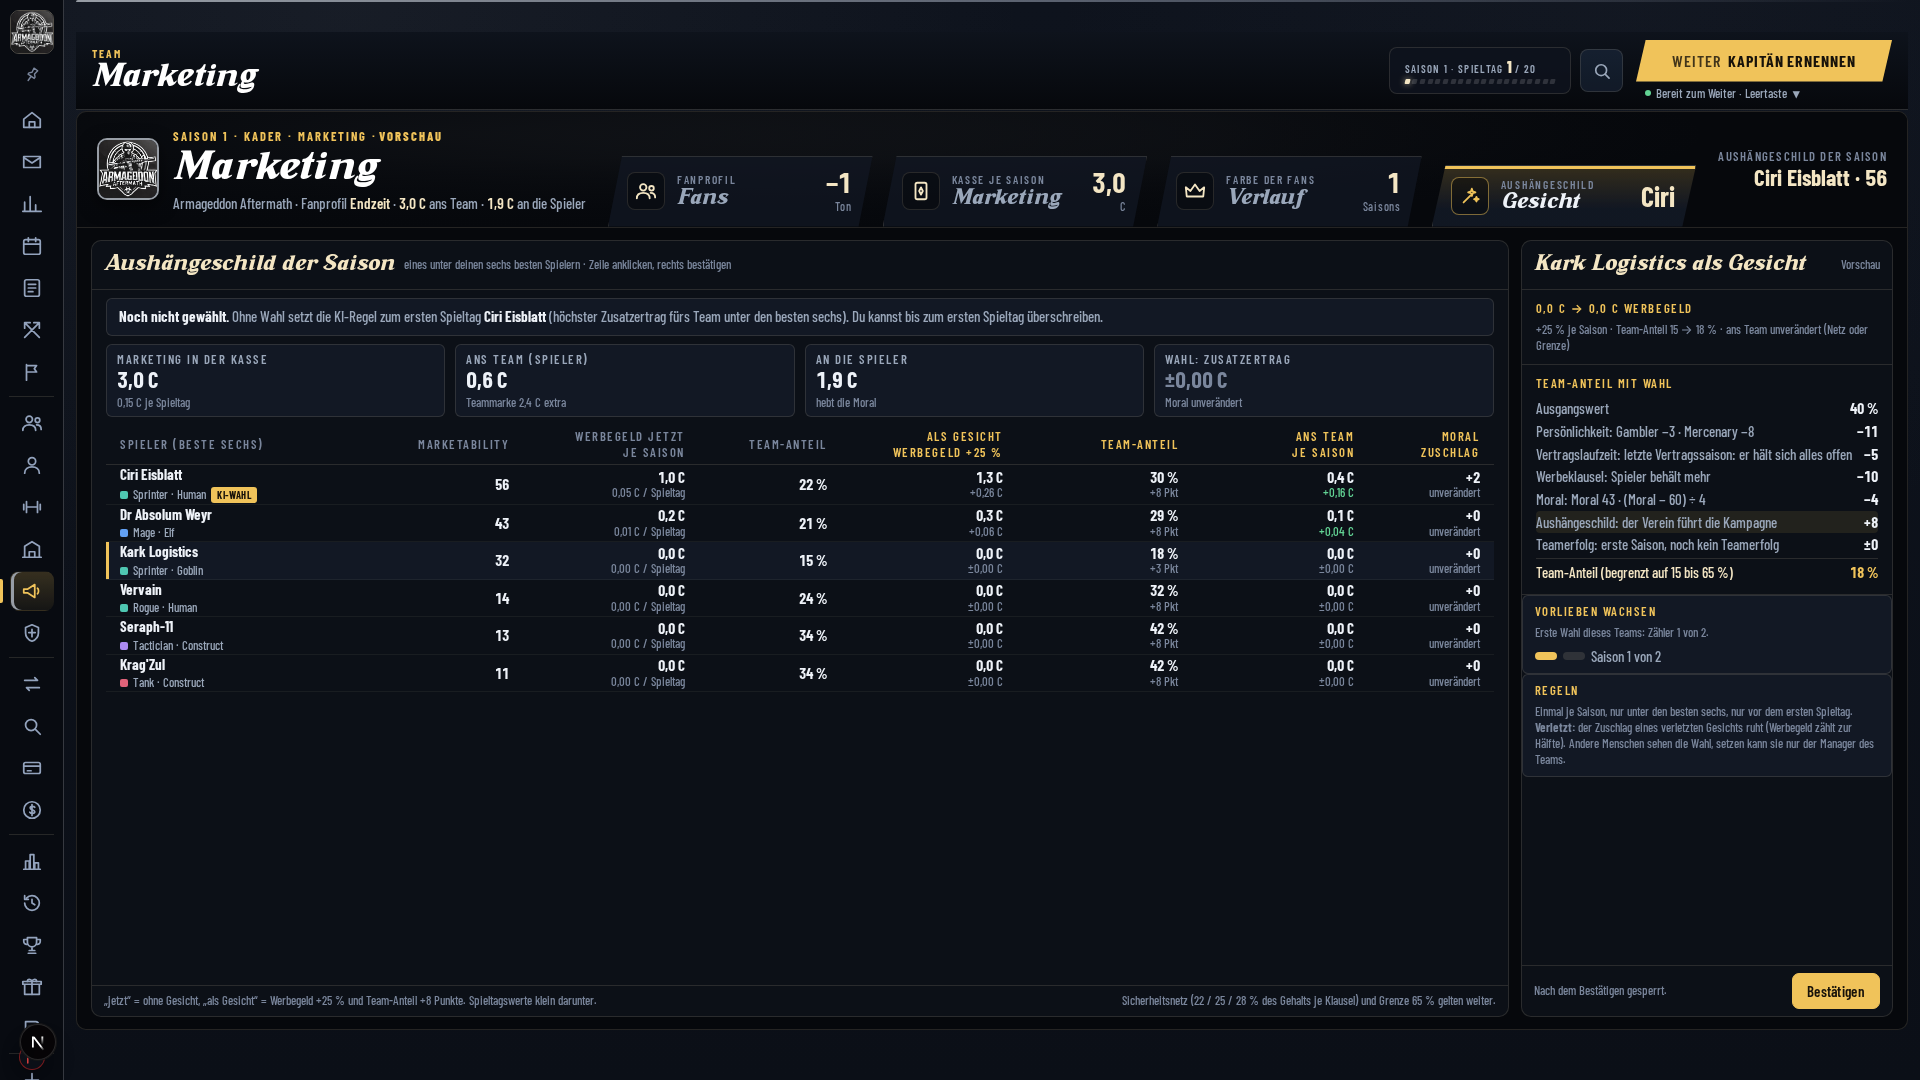 TEAM
Marketing
SAISON 1 · SPIELTAG 1 / 20
WEITER KAPITÄN ERNENNEN
Bereit zum Weiter · Leertaste ▼
SAISON 1 · KADER · MARKETING · VORSCHAU
Marketing
Armageddon Aftermath · Fanprofil Endzeit · 3,0 C ans Team · 1,9 C an die Spieler
FANPROFIL
Fans
−1
Ton
KASSE JE SAISON
Marketing
3,0
C
FARBE DER FANS
Verlauf
1
Saisons
AUSHÄNGESCHILD
Gesicht
Ciri
AUSHÄNGESCHILD DER SAISON
Ciri Eisblatt · 56
Aushängeschild der Saison eines unter deinen sechs besten Spielern · Zeile anklicken, rechts bestätigen
Noch nicht gewählt. Ohne Wahl setzt die KI-Regel zum ersten Spieltag Ciri Eisblatt (höchster Zusatzertrag fürs Team unter den besten sechs). Du kannst bis zum ersten Spieltag überschreiben.
MARKETING IN DER KASSE
3,0 C
0,15 C je Spieltag
ANS TEAM (SPIELER)
0,6 C
Teammarke 2,4 C extra
AN DIE SPIELER
1,9 C
hebt die Moral
WAHL: ZUSATZERTRAG
±0,00 C
Moral unverändert
SPIELER (BESTE SECHS) MARKETABILITY WERBEGELD JETZT JE SAISON TEAM-ANTEIL ALS GESICHT WERBEGELD +25 % TEAM-ANTEIL ANS TEAM JE SAISON MORAL ZUSCHLAG
Ciri Eisblatt 56 1,0 C 22 % 1,3 C 30 % 0,4 C +2
Sprinter · Human KI-WAHL 0,05 C / Spieltag +0,26 C +8 Pkt +0,16 C unverändert
Dr Absolum Weyr 43 0,2 C 21 % 0,3 C 29 % 0,1 C +0
Mage · Elf 0,01 C / Spieltag +0,06 C +8 Pkt +0,04 C unverändert
Kark Logistics 32 0,0 C 15 % 0,0 C 18 % 0,0 C +0
Sprinter · Goblin 0,00 C / Spieltag ±0,00 C +3 Pkt ±0,00 C unverändert
Vervain 14 0,0 C 24 % 0,0 C 32 % 0,0 C +0
Rogue · Human 0,00 C / Spieltag ±0,00 C +8 Pkt ±0,00 C unverändert
Seraph-11 13 0,0 C 34 % 0,0 C 42 % 0,0 C +0
Tactician · Construct 0,00 C / Spieltag ±0,00 C +8 Pkt ±0,00 C unverändert
Krag'Zul 11 0,0 C 34 % 0,0 C 42 % 0,0 C +0
Tank · Construct 0,00 C / Spieltag ±0,00 C +8 Pkt ±0,00 C unverändert
„Jetzt" = ohne Gesicht, „als Gesicht" = Werbegeld +25 % und Team-Anteil +8 Punkte. Spieltagswerte klein darunter.
Sicherheitsnetz (22 / 25 / 28 % des Gehalts je Klausel) und Grenze 65 % gelten weiter.
Kark Logistics als Gesicht Vorschau
0,0 C → 0,0 C WERBEGELD
+25 % je Saison · Team-Anteil 15 → 18 % · ans Team unverändert (Netz oder
Grenze)
TEAM-ANTEIL MIT WAHL
Ausgangswert 40 %
Persönlichkeit: Gambler −3 · Mercenary −8 −11
Vertragslaufzeit: letzte Vertragssaison: er hält sich alles offen −5
Werbeklausel: Spieler behält mehr −10
Moral: Moral 43 · (Moral − 60) ÷ 4 −4
Aushängeschild: der Verein führt die Kampagne +8
Teamerfolg: erste Saison, noch kein Teamerfolg ±0
Team-Anteil (begrenzt auf 15 bis 65 %) 18 %
VORLIEBEN WACHSEN
Erste Wahl dieses Teams: Zähler 1 von 2.
Saison 1 von 2
REGELN
Einmal je Saison, nur unter den besten sechs, nur vor dem ersten Spieltag.
Verletzt: der Zuschlag eines verletzten Gesichts ruht (Werbegeld zählt zur
Hälfte). Andere Menschen sehen die Wahl, setzen kann sie nur der Manager des
Teams.
Nach dem Bestätigen gesperrt.
Bestätigen
N